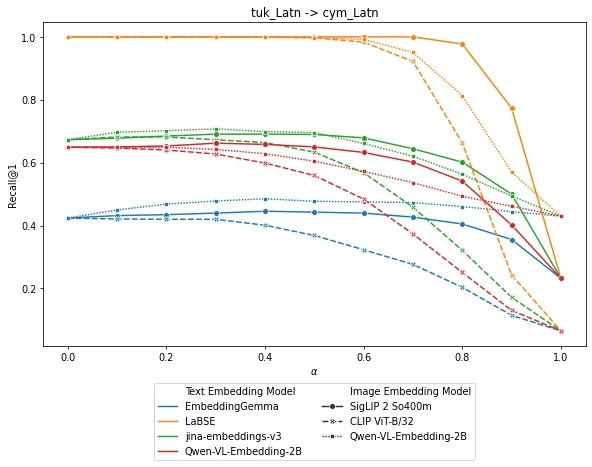 tuk_Latn -> cym_Latn
Recall@1
1.0
0.8
0.6
0.4
0.2
0.0 0.2 0.4 0.6 0.8 1.0
α
Text Embedding Model
EmbeddingGemma
LaBSE
jina-embeddings-v3
Qwen-VL-Embedding-2B
Image Embedding Model
SigLIP 2 So400m
CLIP ViT-B/32
Qwen-VL-Embedding-2B